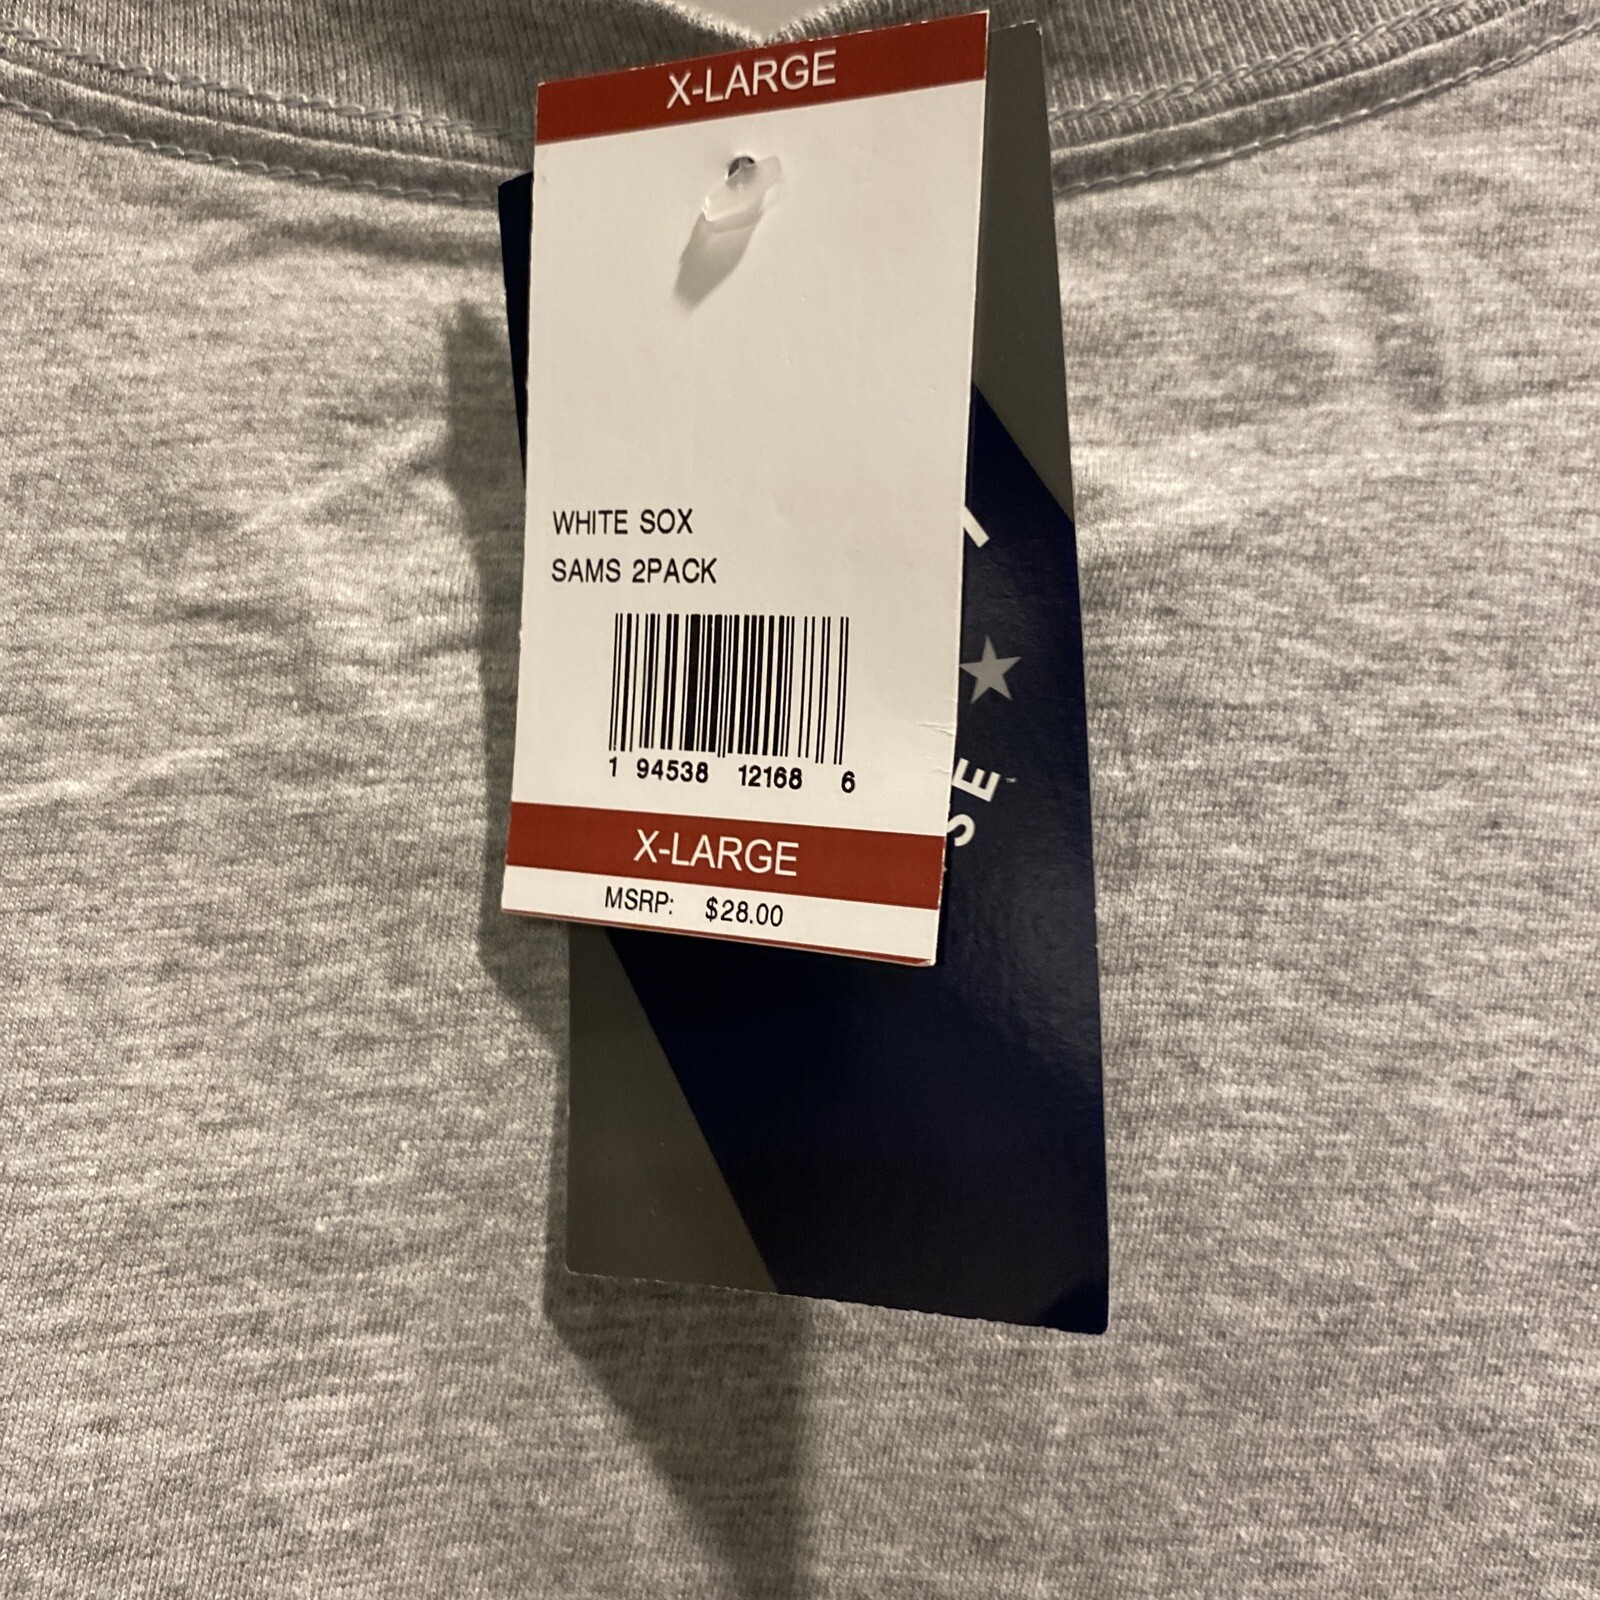 X-LARGE
WHITE SOX
SAMS 2PACK
1 94538 12168 6
X-LARGE
MSRP: $28.00